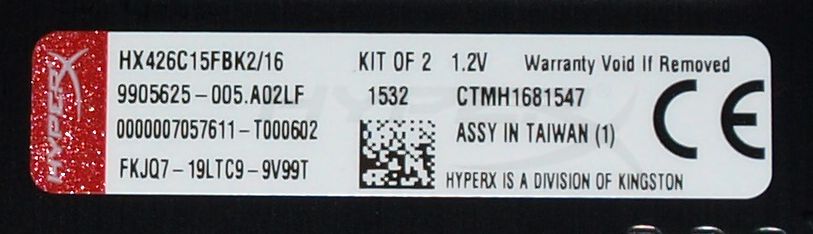 HYPERX
HX426C15FBK2/16 KIT OF 2 1.2V Warranty Void If Removed
9905625-005.A02LF 1532 CTMH1681547
0000007057611-T000602 ASSY IN TAIWAN (1)
FKJQ7-19LTC9-9V99T HYPERX IS A DIVISION OF KINGSTON
CE